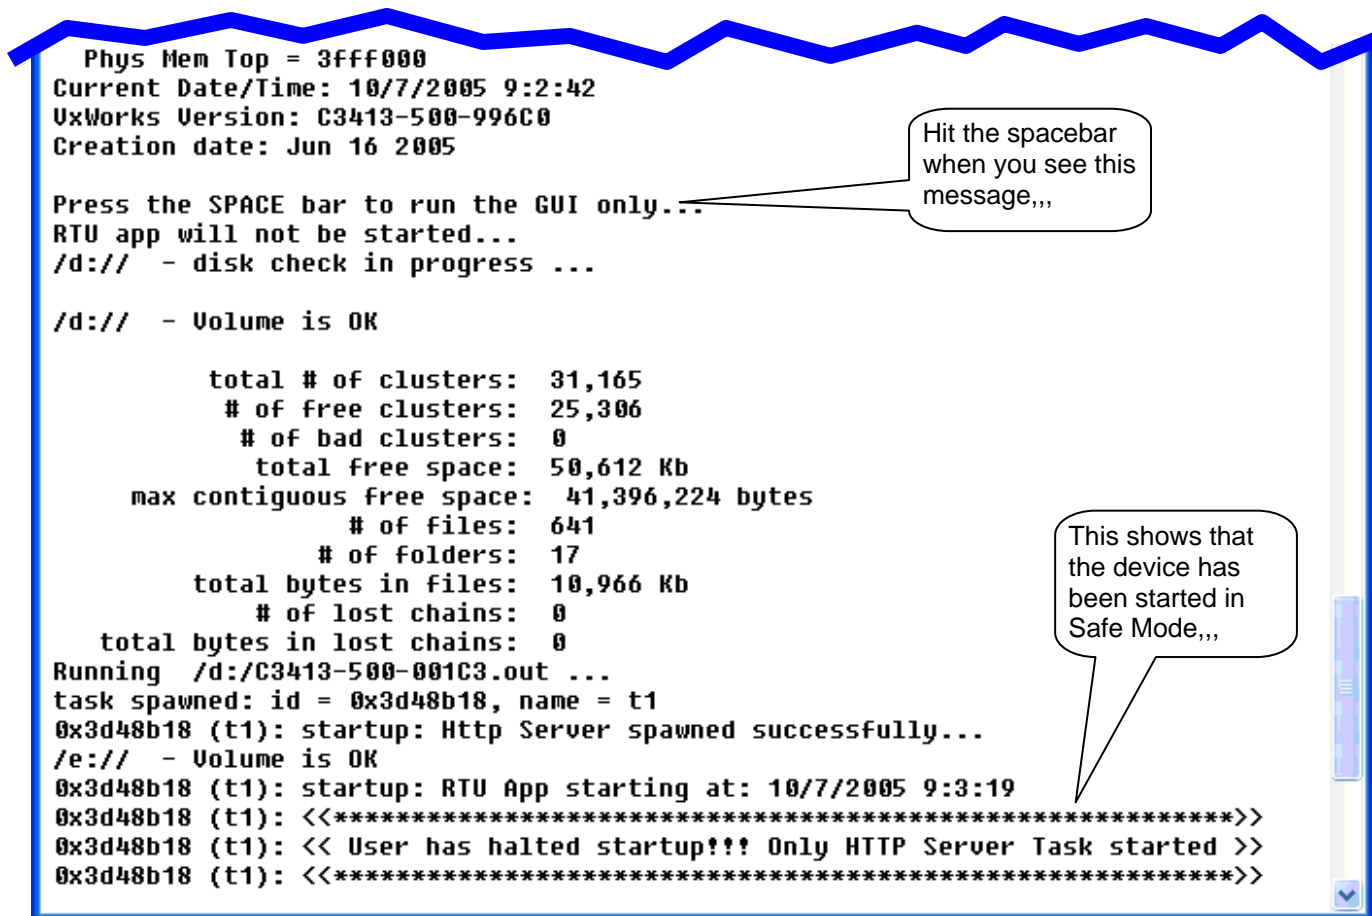 Phys Mem Top = 3fff000
Current Date/Time: 10/7/2005 9:2:42
VxWorks Version: C3413-500-996C0
Creation date: Jun 16 2005
Hit the spacebar
when you see this
message,,,
Press the SPACE bar to run the GUI only...
RTU app will not be started...
/d:// - disk check in progress ...
/d:// - Volume is OK
total # of clusters: 31,165
# of free clusters: 25,306
# of bad clusters: 0
total free space: 50,612 Kb
max contiguous free space: 41,396,224 bytes
# of files: 641
# of folders: 17
total bytes in files: 10,966 Kb
# of lost chains: 0
total bytes in lost chains: 0
This shows that
the device has
been started in
Safe Mode,,,
Running /d:/C3413-500-001C3.out ...
task spawned: id = 0x3d48b18, name = t1
0x3d48b18 (t1): startup: Http Server spawned successfully...
/e:// - Volume is OK
0x3d48b18 (t1): startup: RTU App starting at: 10/7/2005 9:3:19
0x3d48b18 (t1): <<**********************************************************>>
0x3d48b18 (t1): << User has halted startup!!! Only HTTP Server Task started >>
0x3d48b18 (t1): <<**********************************************************>>